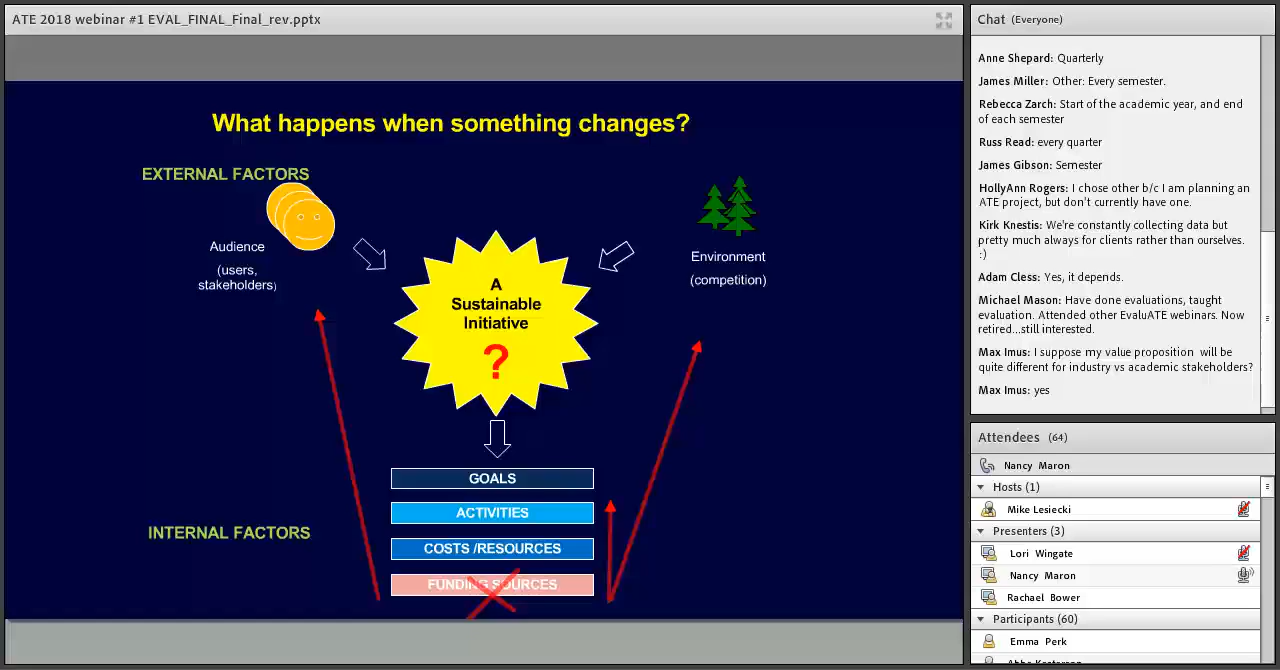 ATE 2018 webinar #1 EVAL_FINAL_Final_rev.pptx
What happens when something changes?
EXTERNAL FACTORS
Audience
(users,
stakeholders)
Environment
(competition)
A
Sustainable
Initiative
?
GOALS
ACTIVITIES
COSTS /RESOURCES
FUNDING SOURCES
INTERNAL FACTORS
Chat (Everyone)
Anne Shepard: Quarterly
James Miller: Other: Every semester.
Rebecca Zarch: Start of the academic year, and end
of each semester
Russ Read: every quarter
James Gibson: Semester
HollyAnn Rogers: I chose other b/c I am planning an
ATE project, but don't currently have one.
Kirk Knestis: We're constantly collecting data but
pretty much always for clients rather than ourselves.
:)
Adam Cless: Yes, it depends.
Michael Mason: Have done evaluations, taught
evaluation. Attended other EvaluATE webinars. Now
retired...still interested.
Max Imus: I suppose my value proposition will be
quite different for industry vs academic stakeholders?
Max Imus: yes
Attendees (64)
Nancy Maron
Hosts (1)
Mike Lesiecki
Presenters (3)
Lori Wingate
Nancy Maron
Rachael Bower
Participants (60)
Emma Perk